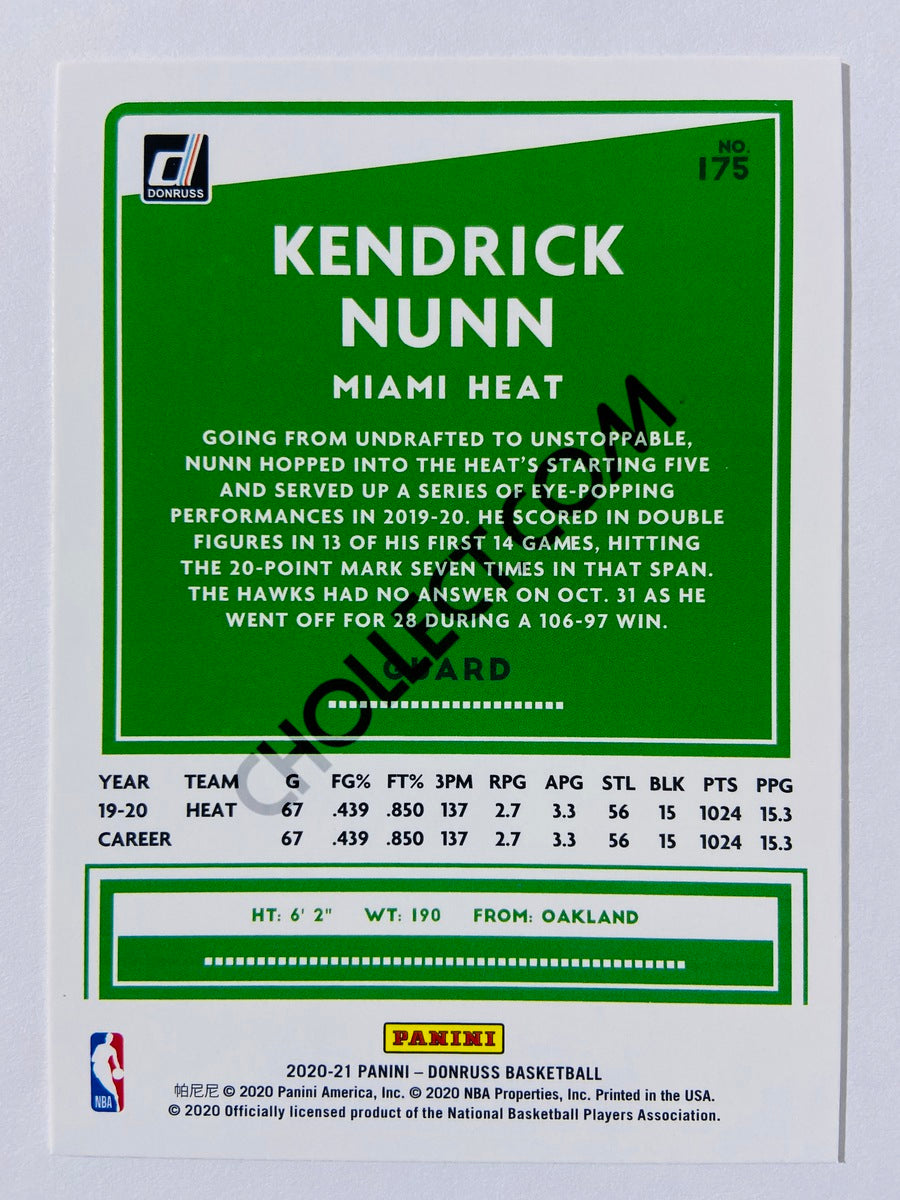 DONRUSS
NO.
175
KENDRICK
NUNN
MIAMI HEAT
GOING FROM UNDRAFTED TO UNSTOPPABLE,
NUNN HOPPED INTO THE HEAT'S STARTING FIVE
AND SERVED UP A SERIES OF EYE-POPPING
PERFORMANCES IN 2019-20. HE SCORED IN DOUBLE
FIGURES IN 13 OF HIS FIRST 14 GAMES, HITTING
THE 20-POINT MARK SEVEN TIMES IN THAT SPAN.
THE HAWKS HAD NO ANSWER ON OCT. 31 AS HE
WENT OFF FOR 28 DURING A 106-97 WIN.
GUARD
CHOLLECT.COM
YEAR TEAM G FG% FT% 3PM RPG APG STL BLK PTS PPG
19-20 HEAT 67 .439 .850 137 2.7 3.3 56 15 1024 15.3
CAREER 67 .439 .850 137 2.7 3.3 56 15 1024 15.3
HT: 6' 2" WT: 190 FROM: OAKLAND
PANINI
NBA
2020-21 PANINI – DONRUSS BASKETBALL
帕尼尼 © 2020 Panini America, Inc. © 2020 NBA Properties, Inc. Printed in the USA.
© 2020 Officially licensed product of the National Basketball Players Association.